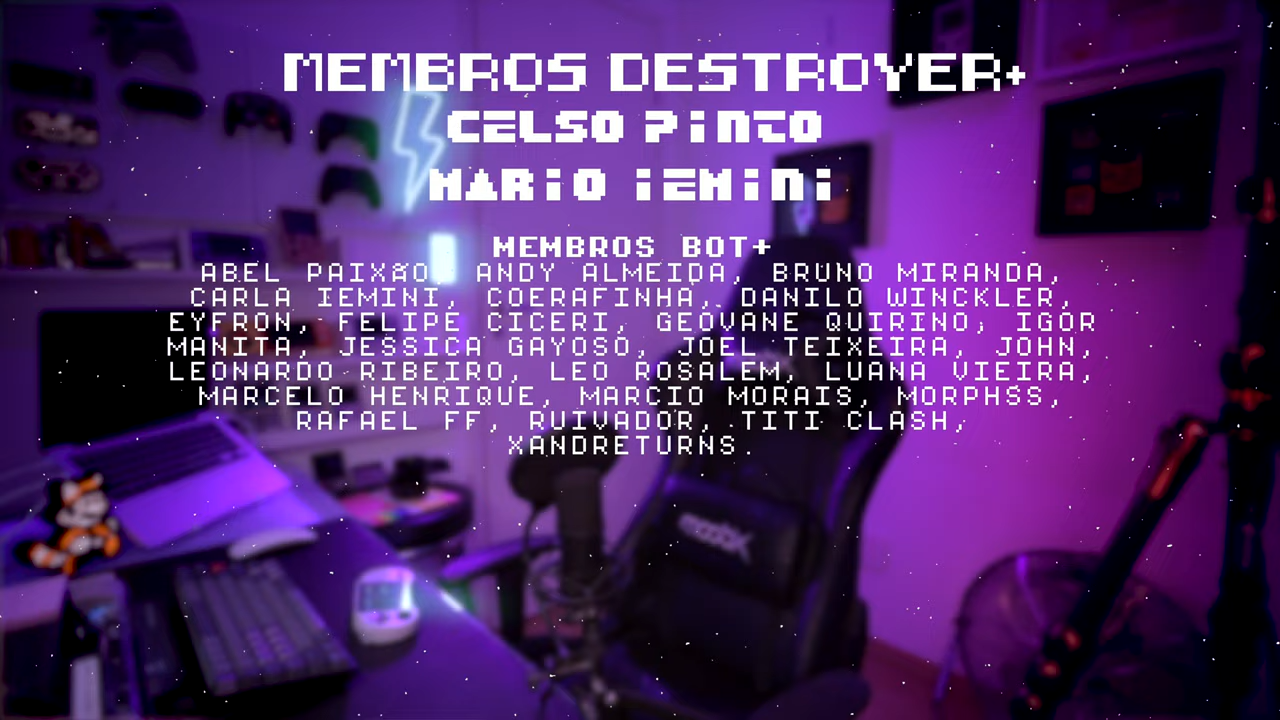 MEMBROS DESTROYER+
CELSO PINTO
MARIO IEMINI
MEMBROS BOT+
ABEL PAIXÃO, ANDY ALMEIDA, BRUNO MIRANDA,
CARLA IEMINI, COERAFINHA, DANILO WINCKLER,
EYFRON, FELIPE CICERI, GEOVANE QUIRINO, IGOR
MANITA, JESSICA GAYOSO, JOEL TEIXEIRA, JOHN,
LEONARDO RIBEIRO, LEO ROSALEM, LUANA VIEIRA,
MARCELO HENRIQUE, MARCIO MORAIS, MORPHSS,
RAFAEL FF, RUIVADOR, TITI CLASH,
XANDRETURNS.